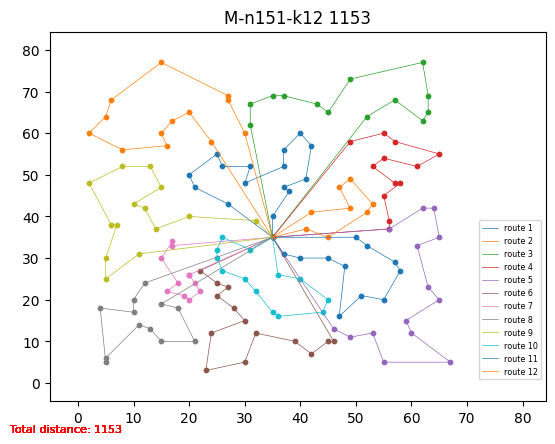 M-n151-k12 1153
80
70
60
50
40
30
20
10
0
route 1
route 2
route 3
route 4
route 5
route 6
route 7
route 8
route 9
route 10
route 11
route 12
0 10 20 30 40 50 60 70 80
Total distance: 1153